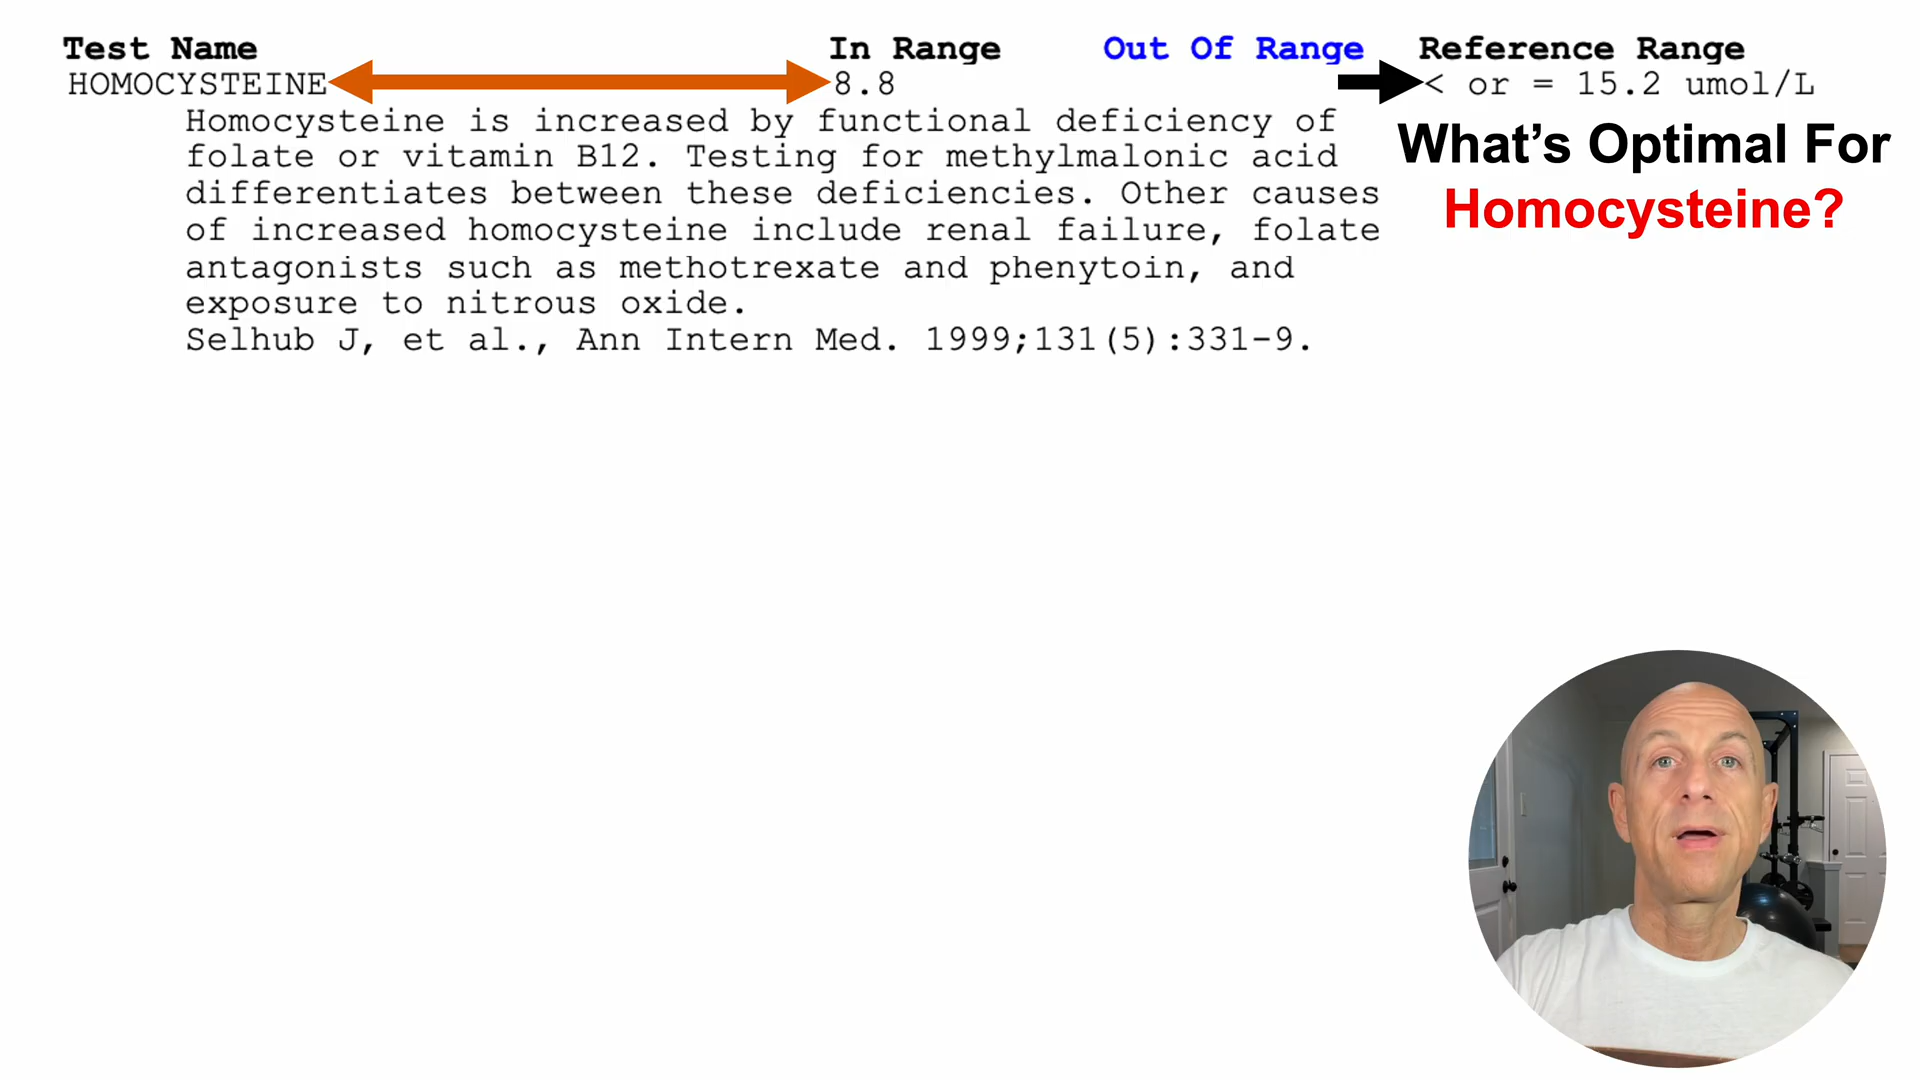 Test Name In Range Out Of Range Reference Range
HOMOCYSTEINE 8.8 < or = 15.2 umol/L
Homocysteine is increased by functional deficiency of
folate or vitamin B12. Testing for methylmalonic acid
differentiates between these deficiencies. Other causes
of increased homocysteine include renal failure, folate
antagonists such as methotrexate and phenytoin, and
exposure to nitrous oxide.
Selhub J, et al., Ann Intern Med. 1999;131(5):331-9.
What's Optimal For
Homocysteine?